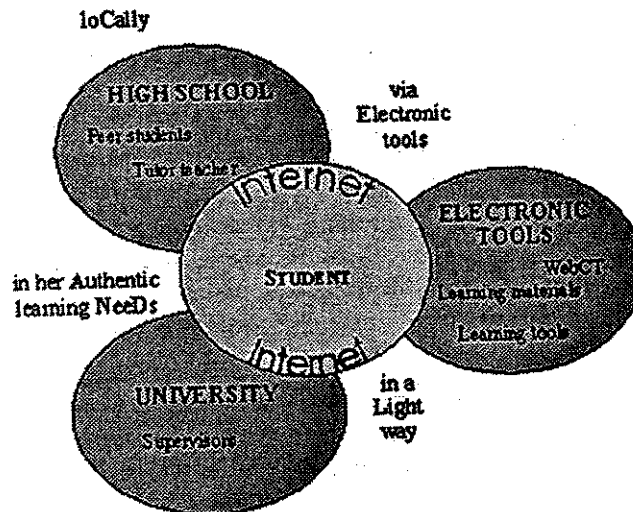 loCally
HIGH SCHOOL
Peer students
Tutor teacher
via
Electronic
tools
Internet
STUDENT
ELECTRONIC
TOOLS
WebCT
Learning materials
Learning tools
in her Authentic
learning NeeDs
Internet
UNIVERSITY
Supervisors
in a
Light
way